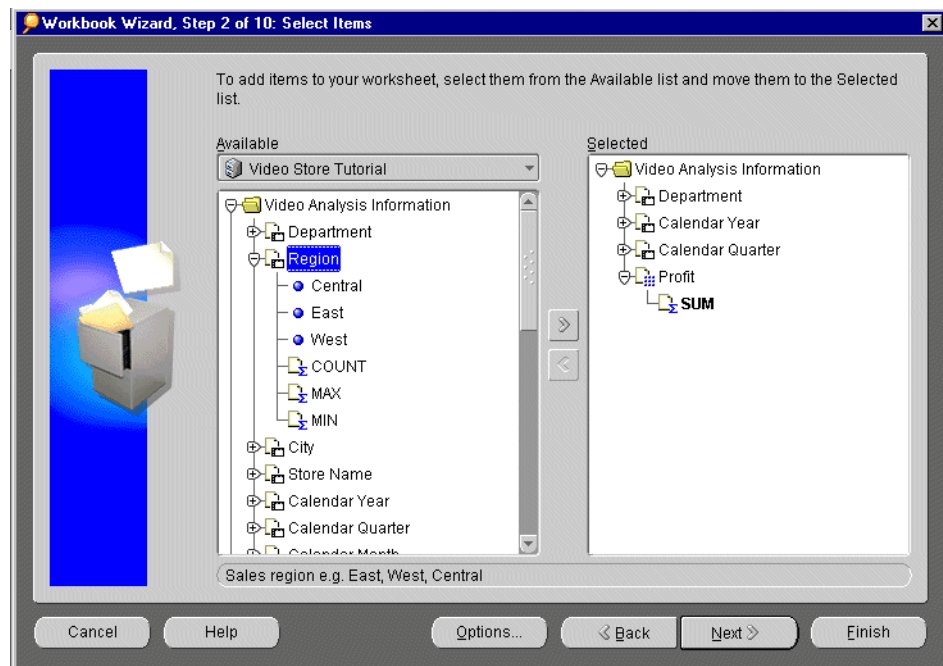 Workbook Wizard, Step 2 of 10: Select Items
To add items to your worksheet, select them from the Available list and move them to the Selected
list.
Available
Video Store Tutorial
Video Analysis Information
Department
Region
Central
East
West
COUNT
MAX
MIN
City
Store Name
Calendar Year
Calendar Quarter
Calendar Month
Selected
Video Analysis Information
Department
Calendar Year
Calendar Quarter
Profit
SUM
Sales region e.g. East, West, Central
Cancel
Help
Options...
Back
Next
Finish